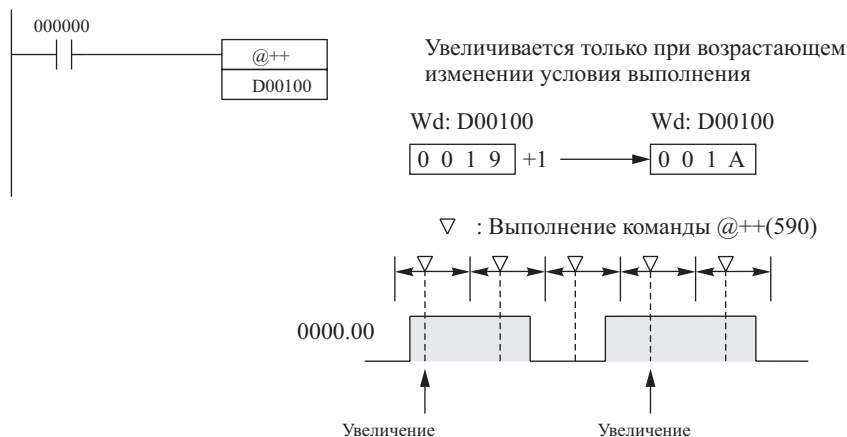 000000
@++
D00100
Увеличивается только при возрастающем
изменении условия выполнения
Wd: D00100
Wd: D00100
0 0 1 9 +1
0 0 1 A
: Выполнение команды @++(590)
0000.00
Увеличение
Увеличение